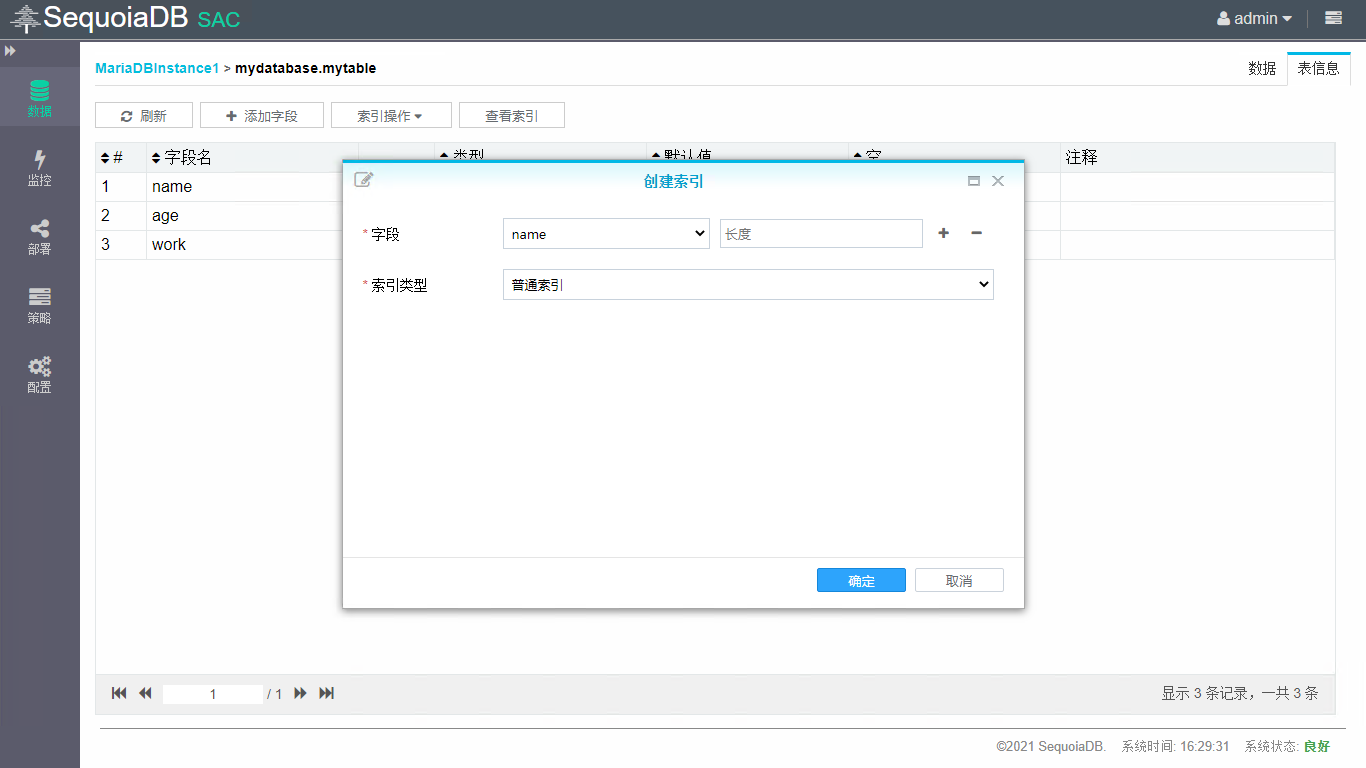 SequoiaDB SAC
admin
MariaDBInstance1 > mydatabase.mytable
数据
表信息
刷新
添加字段
索引操作
查看索引
数据
监控
部署
策略
配置
# 字段名 类型 默认值 空 注释
1 name
2 age
3 work
创建索引
* 字段 name 长度
* 索引类型 普通索引
确定 取消
1 / 1
显示 3 条记录，一共 3 条
©2021 SequoiaDB. 系统时间: 16:29:31 系统状态: 良好